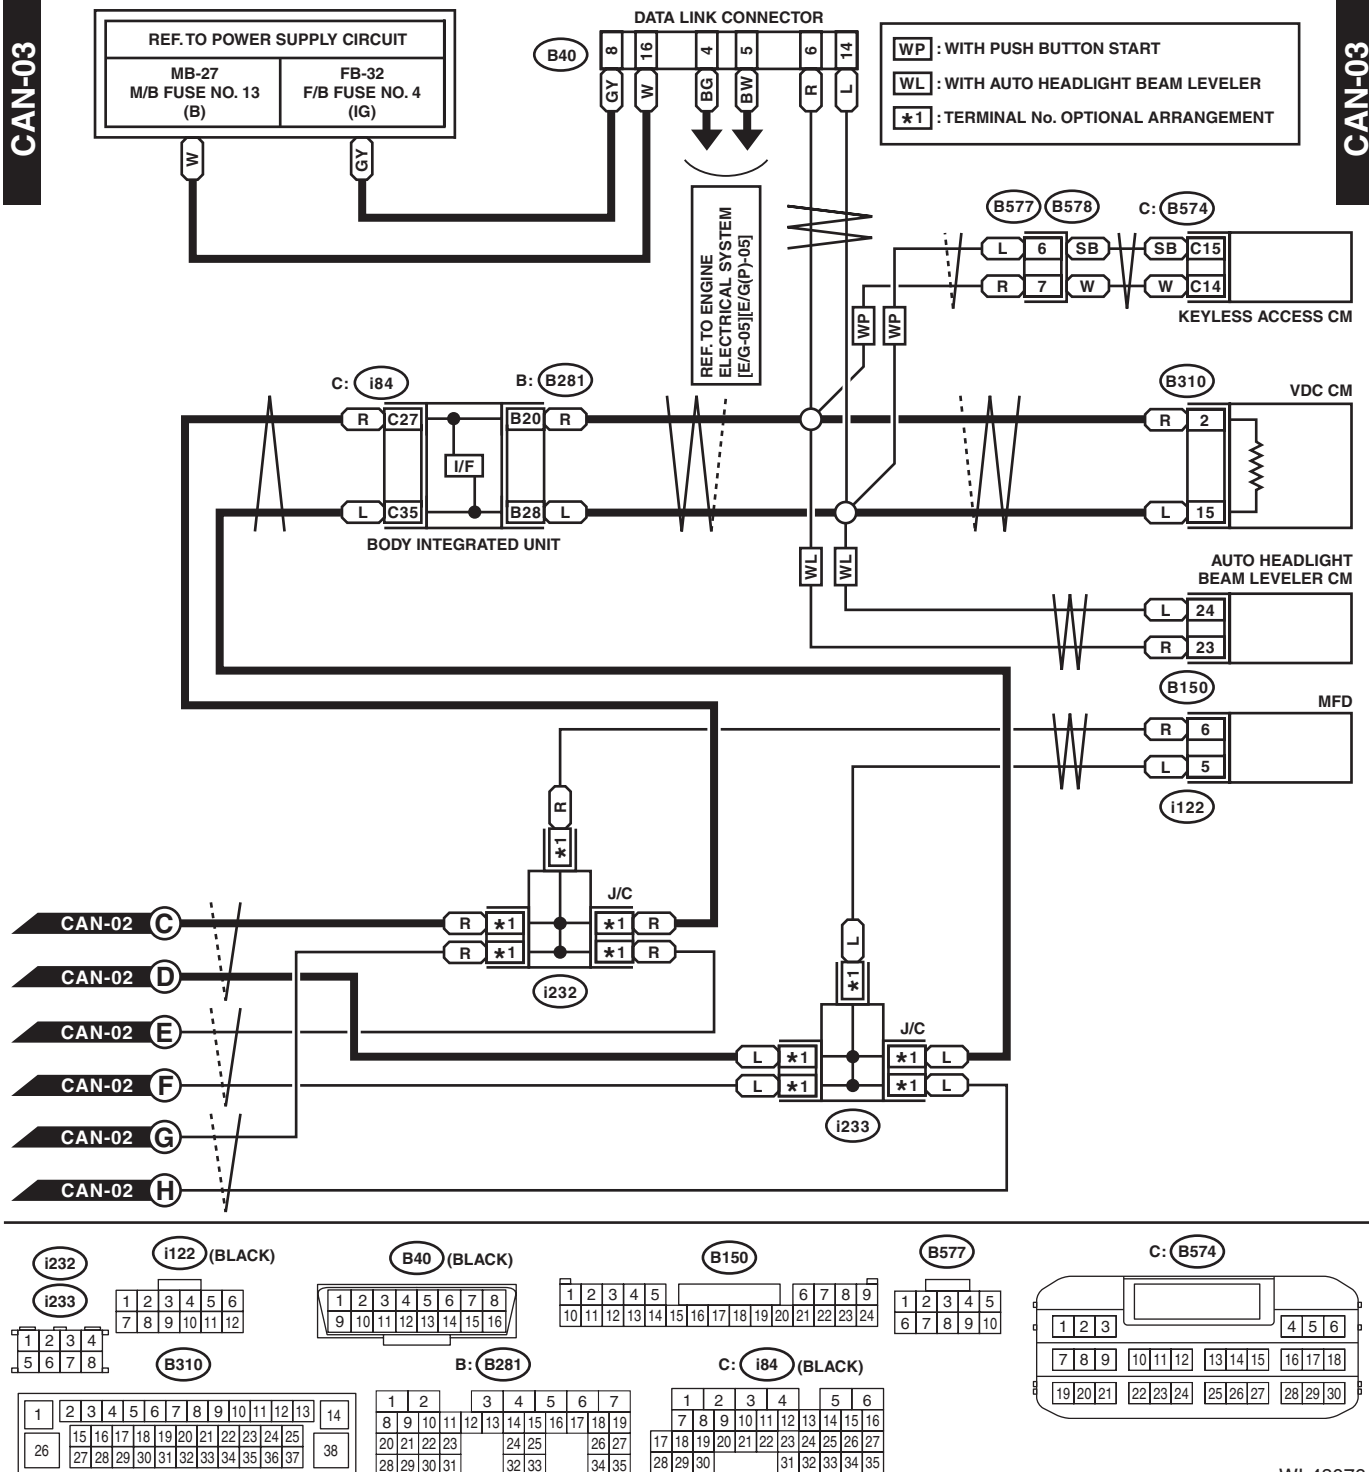 CAN-03
CAN-03
REF. TO POWER SUPPLY CIRCUIT
MB-27
M/B FUSE NO. 13
(B)
FB-32
F/B FUSE NO. 4
(IG)
W
GY
DATA LINK CONNECTOR
B40
8 16 4 5 6 14
GY W BG BW R L
WP : WITH PUSH BUTTON START
WL : WITH AUTO HEADLIGHT BEAM LEVELER
*1 : TERMINAL No. OPTIONAL ARRANGEMENT
REF. TO ENGINE
ELECTRICAL SYSTEM
[E/G-05][E/G(P)-05]
B577 B578 C: B574
L 6 SB SB C15
R 7 W W C14
KEYLESS ACCESS CM
WP WP
C: i84 B: B281
R C27 B20 R
I/F
L C35 B28 L
BODY INTEGRATED UNIT
B310
VDC CM
R 2
L 15
WL WL
AUTO HEADLIGHT
BEAM LEVELER CM
L 24
R 23
B150
MFD
R 6
L 5
i122
R
*1
J/C
R *1 *1 R
R *1 *1 R
i232
L
*1
J/C
L *1 *1 L
L *1 *1 L
i233
CAN-02 C
CAN-02 D
CAN-02 E
CAN-02 F
CAN-02 G
CAN-02 H
i232
i233
1 2 3 4
5 6 7 8
i122 (BLACK)
1 2 3 4 5 6
7 8 9 10 11 12
B40 (BLACK)
1 2 3 4 5 6 7 8
9 10 11 12 13 14 15 16
B150
1 2 3 4 5 6 7 8 9
10 11 12 13 14 15 16 17 18 19 20 21 22 23 24
B577
1 2 3 4 5
6 7 8 9 10
C: B574
1 2 3 4 5 6
7 8 9 10 11 12 13 14 15 16 17 18
19 20 21 22 23 24 25 26 27 28 29 30
B310
1 2 3 4 5 6 7 8 9 10 11 12 13 14
15 16 17 18 19 20 21 22 23 24 25
26 27 28 29 30 31 32 33 34 35 36 37 38
B: B281
1 2 3 4 5 6 7
8 9 10 11 12 13 14 15 16 17 18 19
20 21 22 23 24 25 26 27
28 29 30 31 32 33 34 35
C: i84 (BLACK)
1 2 3 4 5 6
7 8 9 10 11 12 13 14 15 16
17 18 19 20 21 22 23 24 25 26 27
28 29 30 31 32 33 34 35